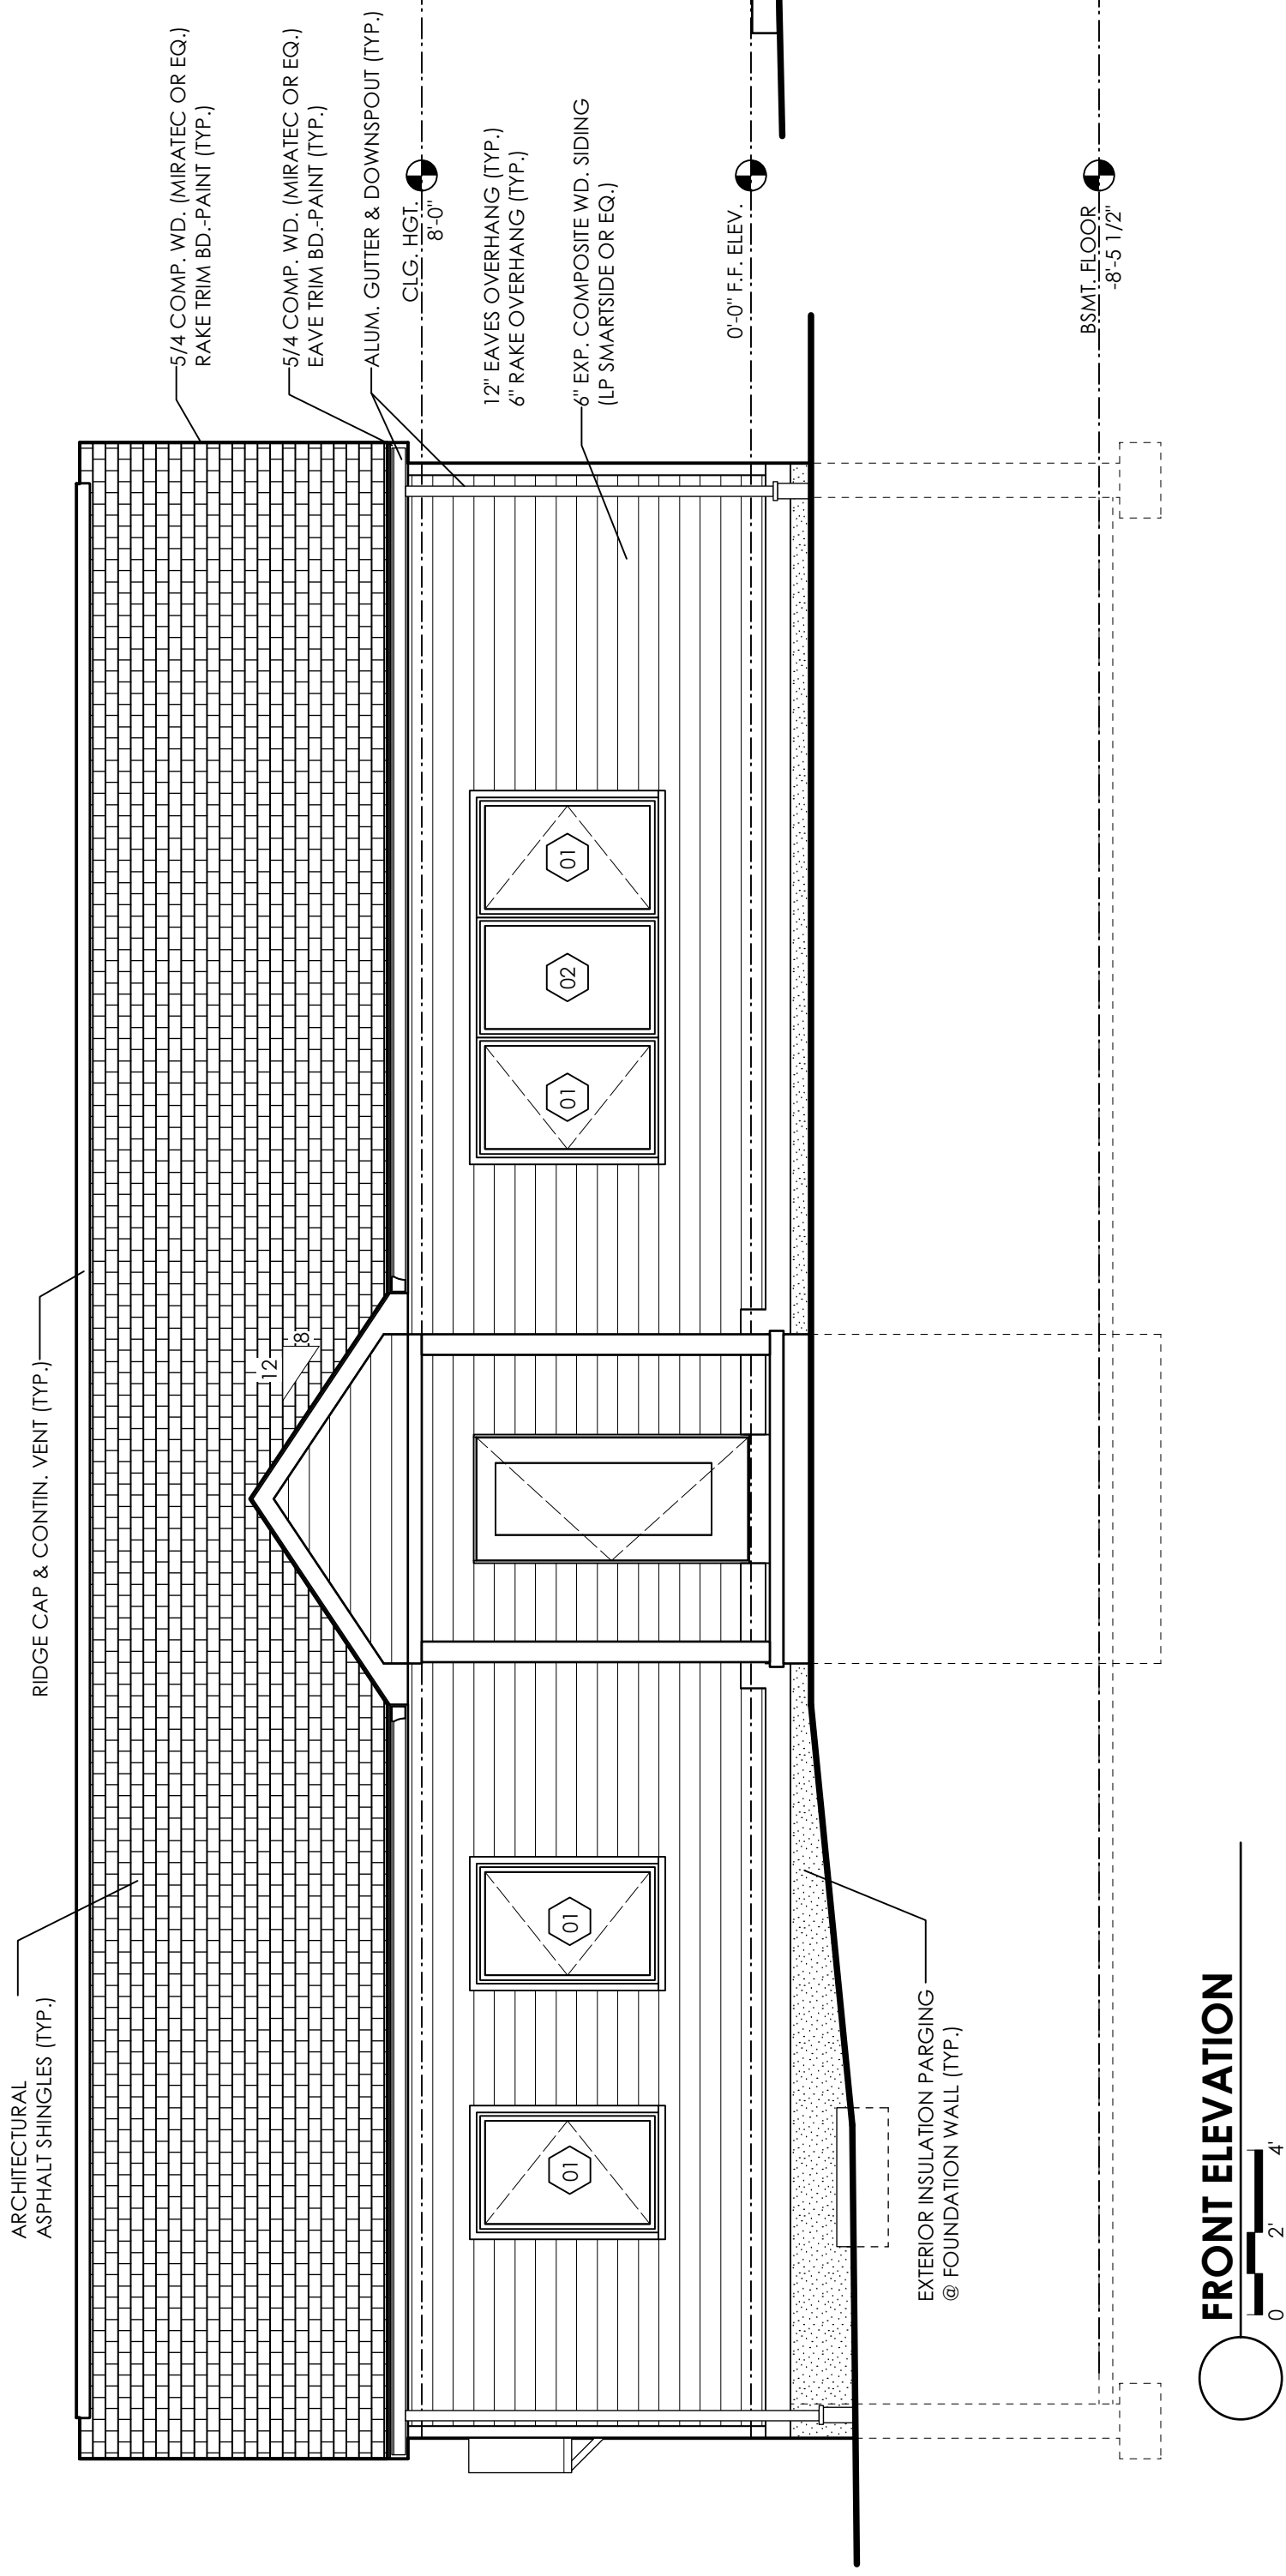 ARCHITECTURAL
ASPHALT SHINGLES (TYP.)
RIDGE CAP & CONTIN. VENT (TYP.)
5/4 COMP. WD. (MIRATEC OR EQ.)
RAKE TRIM BD.-PAINT (TYP.)
5/4 COMP. WD. (MIRATEC OR EQ.)
EAVE TRIM BD.-PAINT (TYP.)
ALUM. GUTTER & DOWNSPOUT (TYP.)
CLG. HGT.
8'-0"
12
8
12" EAVES OVERHANG (TYP.)
6" RAKE OVERHANG (TYP.)
6" EXP. COMPOSITE WD. SIDING
(LP SMARTSIDE OR EQ.)
01
01
01
02
01
0'-0" F.F. ELEV.
EXTERIOR INSULATION PARGING
@ FOUNDATION WALL (TYP.)
BSMT. FLOOR
-8'-5 1/2"
FRONT ELEVATION
0 2' 4'